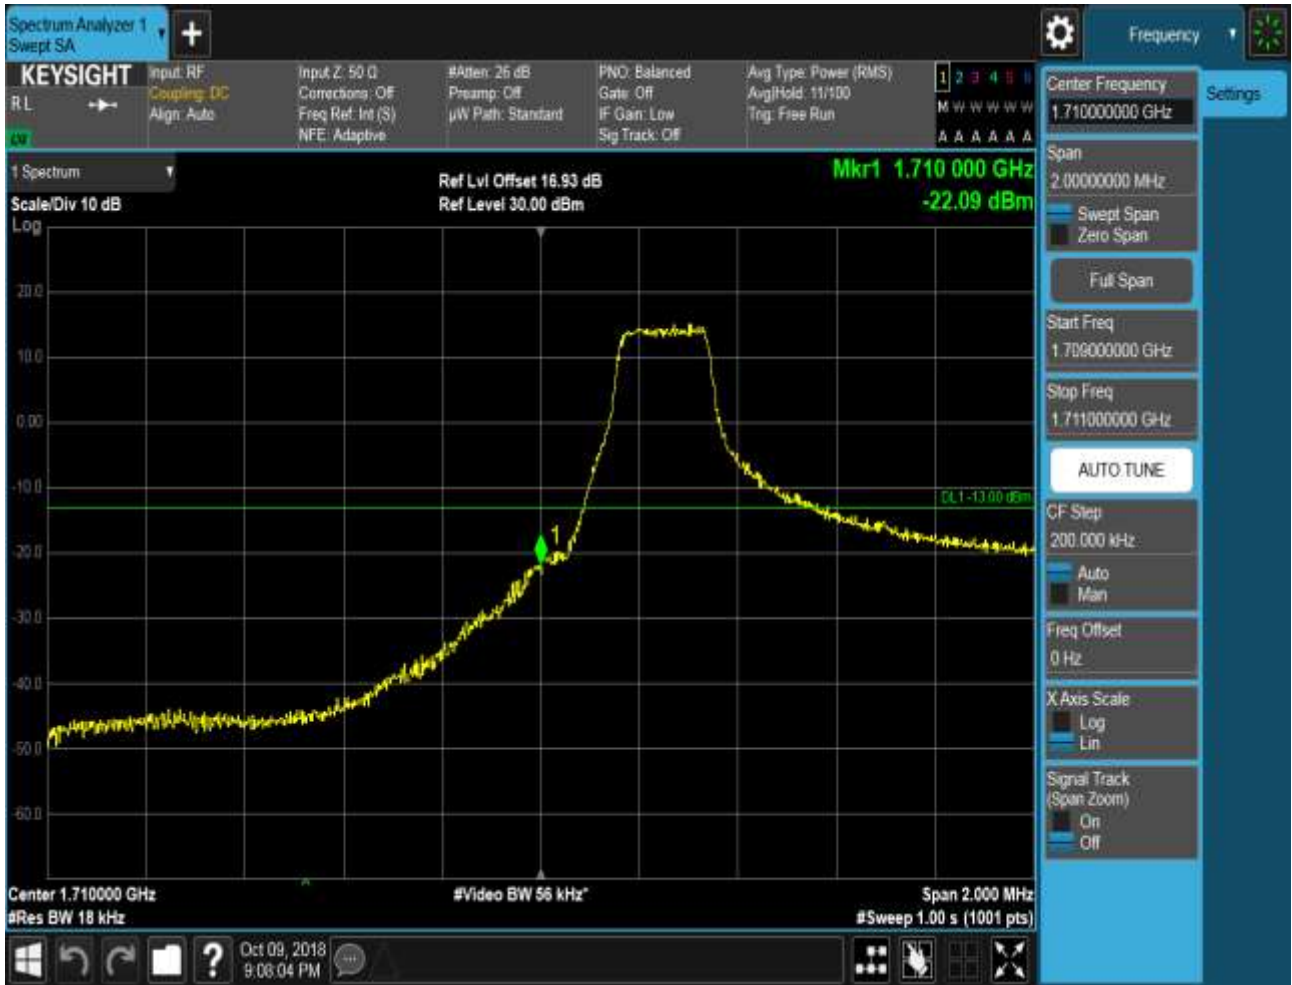 Spectrum Analyzer 1
Swept SA
Frequency
KEYSIGHT
R L
Input: RF
Coupling: DC
Align: Auto
Input Z: 50 Ω
Corrections: Off
Freq Ref: Int (S)
NFE: Adaptive
#Atten: 26 dB
Preamp: Off
µW Path: Standard
PNO: Balanced
Gate: Off
IF Gain: Low
Sig Track: Off
Avg Type: Power (RMS)
Avg|Hold: 11/100
Trig: Free Run
1 2 3 4 5 6
M W W W W W
A A A A A A
1 Spectrum
Scale/Div 10 dB
Log
Ref Lvl Offset 16.93 dB
Ref Level 30.00 dBm
Mkr1 1.710 000 GHz
-22.09 dBm
20.0
10.0
0.00
-10.0
-20.0
-30.0
-40.0
-50.0
-60.0
DL1 -13.00 dBm
1
Center 1.710000 GHz
#Res BW 18 kHz
#Video BW 56 kHz*
Span 2.000 MHz
#Sweep 1.00 s (1001 pts)
Oct 09, 2018
9:08:04 PM
Settings
Center Frequency
1.710000000 GHz
Span
2.00000000 MHz
Swept Span
Zero Span
Full Span
Start Freq
1.709000000 GHz
Stop Freq
1.711000000 GHz
AUTO TUNE
CF Step
200.000 kHz
Auto
Man
Freq Offset
0 Hz
X Axis Scale
Log
Lin
Signal Track
(Span Zoom)
On
Off